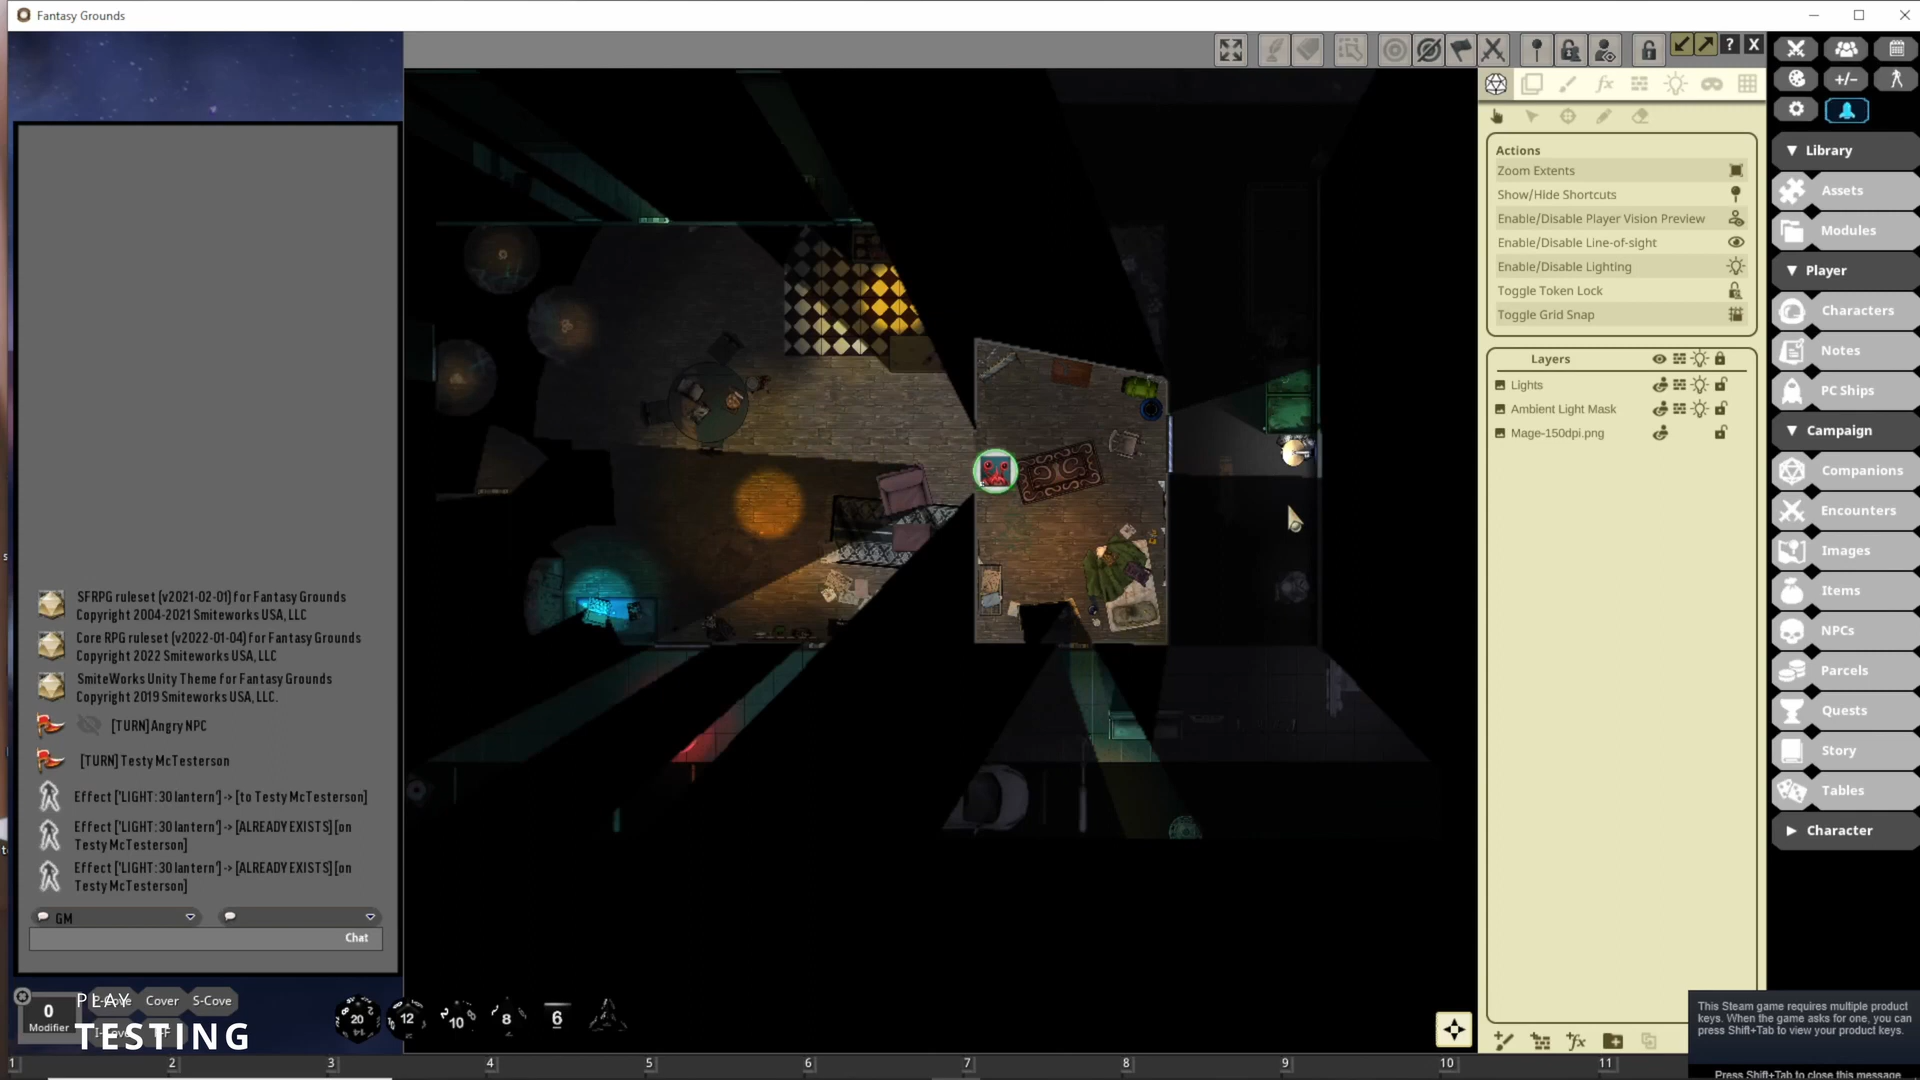 Fantasy Grounds
?
X
+/-
Actions
Zoom Extents
Show/Hide Shortcuts
Enable/Disable Player Vision Preview
Enable/Disable Line-of-sight
Enable/Disable Lighting
Toggle Token Lock
Toggle Grid Snap
Layers
Lights
Ambient Light Mask
Mage-150dpi.png
Library
Assets
Modules
Player
Characters
Notes
PC Ships
Campaign
Companions
Encounters
Images
Items
NPCs
Parcels
Quests
Story
Tables
Character
SFRPG ruleset (v2021-02-01) for Fantasy Grounds
Copyright 2004-2021 Smiteworks USA, LLC
Core RPG ruleset (v2022-01-04) for Fantasy Grounds
Copyright 2022 Smiteworks USA, LLC
SmiteWorks Unity Theme for Fantasy Grounds
Copyright 2019 Smiteworks USA, LLC.
[TURN] Angry NPC
[TURN] Testy McTesterson
Effect ['LIGHT: 30 lantern'] -> [to Testy McTesterson]
Effect ['LIGHT: 30 lantern'] -> [ALREADY EXISTS] [on
Testy McTesterson]
Effect ['LIGHT: 30 lantern'] -> [ALREADY EXISTS] [on
Testy McTesterson]
GM
Chat
0
Modifier
Cover
S-Cove
PLAY
TESTING
20
12
10
8
6
This Steam game requires multiple product
keys. When the game asks for one, you can
press Shift+Tab to view your product keys.
Press Shift+Tab to close this message
1 2 3 4 5 6 7 8 9 10 11